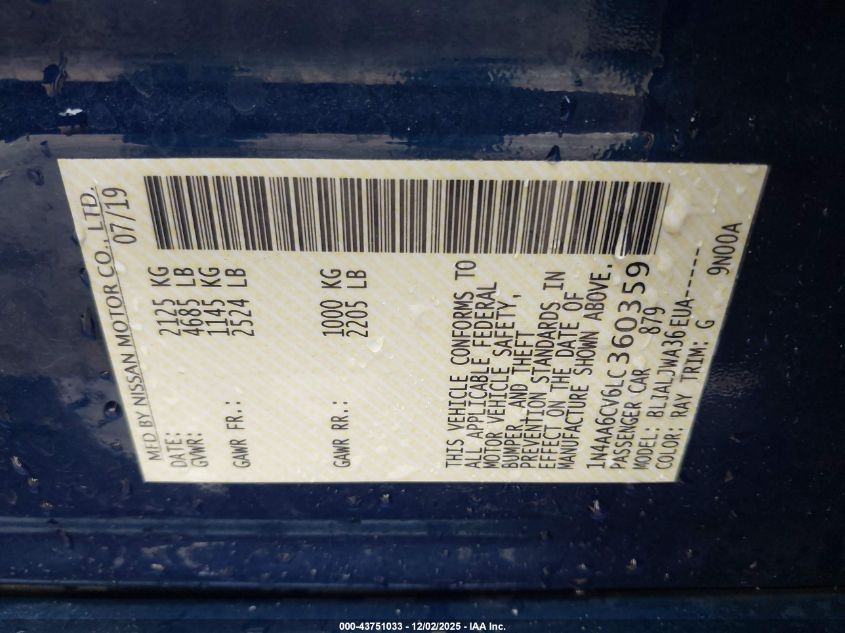 MFD BY NISSAN MOTOR CO., LTD.
DATE: 07/19
GVWR: 2125 KG
4685 LB
GAWR FR.: 1145 KG
2524 LB
GAWR RR.: 1000 KG
2205 LB
THIS VEHICLE CONFORMS TO
ALL APPLICABLE FEDERAL
MOTOR VEHICLE SAFETY,
BUMPER, AND THEFT
PREVENTION STANDARDS IN
EFFECT ON THE DATE OF
MANUFACTURE SHOWN ABOVE.
1N4AA6CV6LC360359
PASSENGER CAR 879
MODEL: BLJALJWA36EUA-----
COLOR: RAY TRIM: G 9N00A
000-43751033 - 12/02/2025 - IAA Inc.